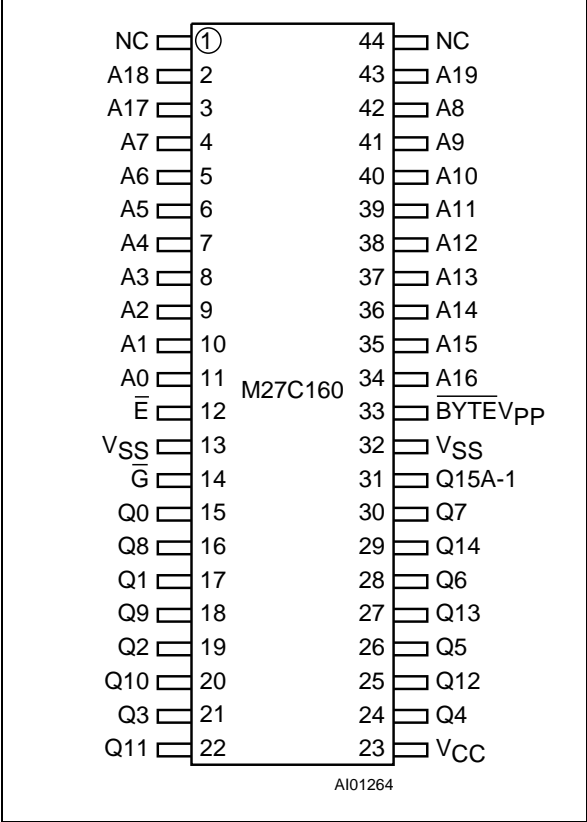 NC 1 44 NC
A18 2 43 A19
A17 3 42 A8
A7 4 41 A9
A6 5 40 A10
A5 6 39 A11
A4 7 38 A12
A3 8 37 A13
A2 9 36 A14
A1 10 35 A15
A0 11 34 A16
M27C160
E̅ 12 33 B̅Y̅T̅E̅VPP
VSS 13 32 VSS
G̅ 14 31 Q15A-1
Q0 15 30 Q7
Q8 16 29 Q14
Q1 17 28 Q6
Q9 18 27 Q13
Q2 19 26 Q5
Q10 20 25 Q12
Q3 21 24 Q4
Q11 22 23 VCC
AI01264